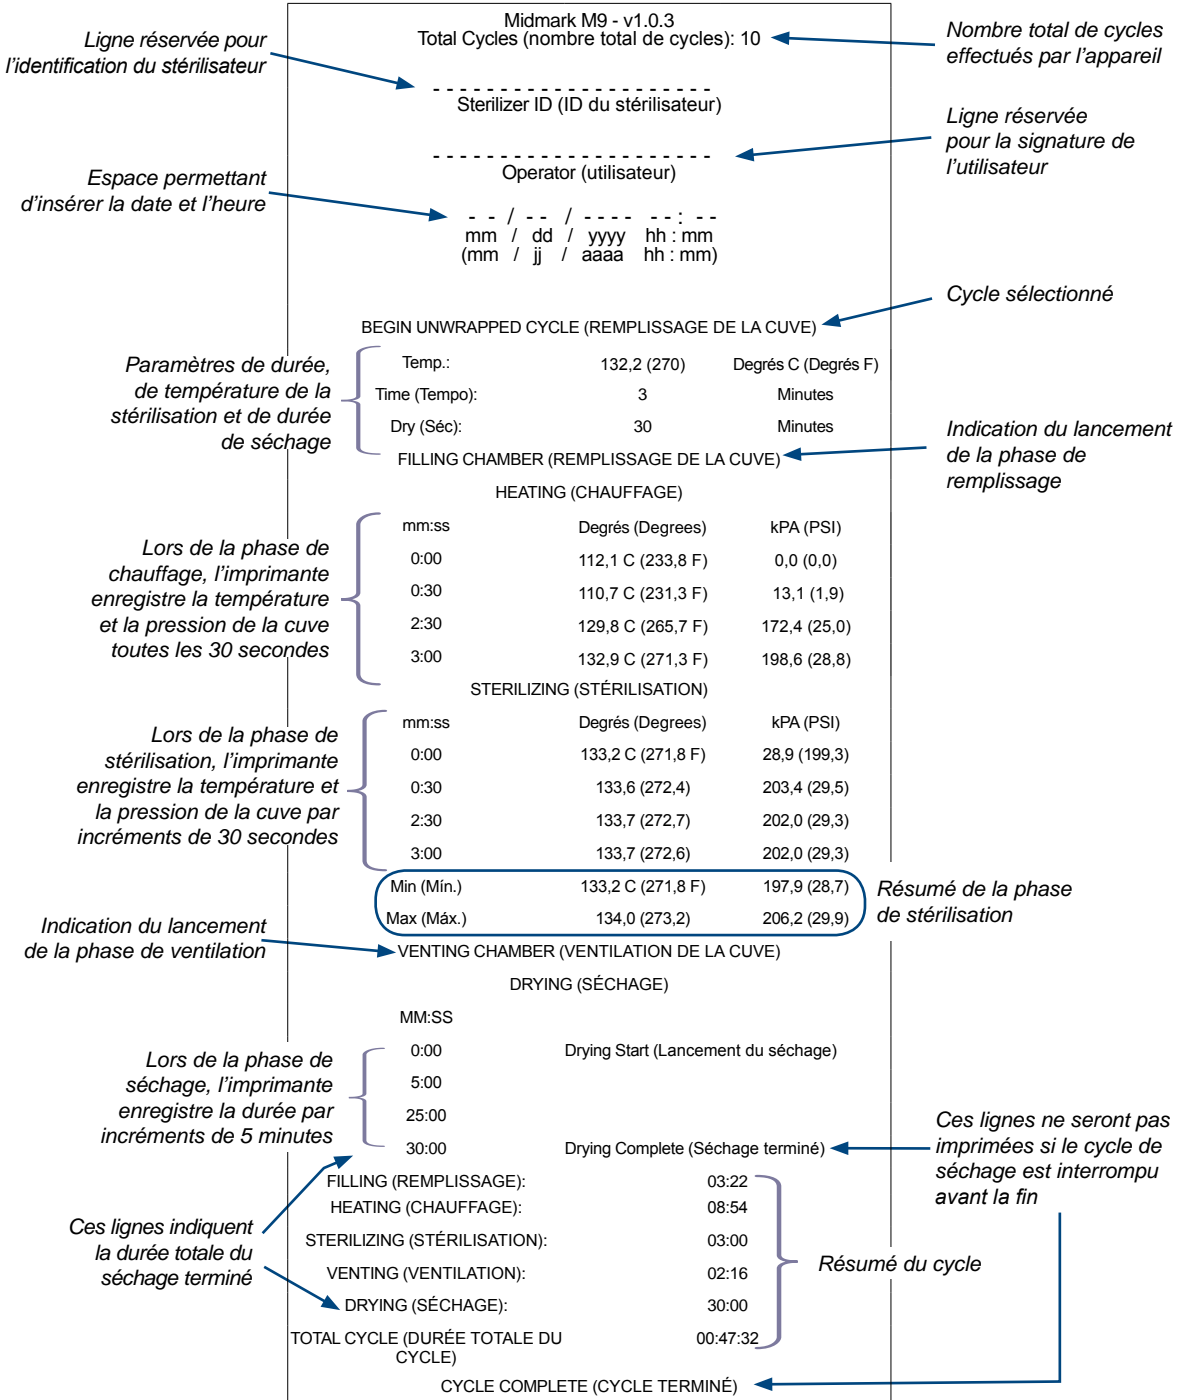 Midmark M9 - v1.0.3
Total Cycles (nombre total de cycles): 10
Nombre total de cycles
effectués par l'appareil
Ligne réservée pour
l'identification du stérilisateur
- - - - - - - - - - - - - - - - - - - - -
Sterilizer ID (ID du stérilisateur)
Ligne réservée
pour la signature de
l'utilisateur
- - - - - - - - - - - - - - - - - - - - -
Operator (utilisateur)
Espace permettant
d'insérer la date et l'heure
- - / - - / - - - - - - : - -
mm / dd / yyyy hh : mm
(mm / jj / aaaa hh : mm)
Cycle sélectionné
BEGIN UNWRAPPED CYCLE (REMPLISSAGE DE LA CUVE)
Paramètres de durée,
de température de la
stérilisation et de durée
de séchage
Temp.: 132,2 (270) Degrés C (Degrés F)
Time (Tempo): 3 Minutes
Dry (Séc): 30 Minutes
Indication du lancement
de la phase de
remplissage
FILLING CHAMBER (REMPLISSAGE DE LA CUVE)
HEATING (CHAUFFAGE)
Lors de la phase de
chauffage, l'imprimante
enregistre la température
et la pression de la cuve
toutes les 30 secondes
mm:ss Degrés (Degrees) kPA (PSI)
0:00 112,1 C (233,8 F) 0,0 (0,0)
0:30 110,7 C (231,3 F) 13,1 (1,9)
2:30 129,8 C (265,7 F) 172,4 (25,0)
3:00 132,9 C (271,3 F) 198,6 (28,8)
STERILIZING (STÉRILISATION)
Lors de la phase de
stérilisation, l'imprimante
enregistre la température et
la pression de la cuve par
incréments de 30 secondes
mm:ss Degrés (Degrees) kPA (PSI)
0:00 133,2 C (271,8 F) 28,9 (199,3)
0:30 133,6 (272,4) 203,4 (29,5)
2:30 133,7 (272,7) 202,0 (29,3)
3:00 133,7 (272,6) 202,0 (29,3)
Min (Mín.) 133,2 C (271,8 F) 197,9 (28,7)
Max (Máx.) 134,0 (273,2) 206,2 (29,9)
Résumé de la phase
de stérilisation
Indication du lancement
de la phase de ventilation
VENTING CHAMBER (VENTILATION DE LA CUVE)
DRYING (SÉCHAGE)
MM:SS
Lors de la phase de
séchage, l'imprimante
enregistre la durée par
incréments de 5 minutes
0:00 Drying Start (Lancement du séchage)
5:00
25:00
30:00 Drying Complete (Séchage terminé)
Ces lignes ne seront pas
imprimées si le cycle de
séchage est interrompu
avant la fin
FILLING (REMPLISSAGE): 03:22
HEATING (CHAUFFAGE): 08:54
STERILIZING (STÉRILISATION): 03:00
VENTING (VENTILATION): 02:16
DRYING (SÉCHAGE): 30:00
TOTAL CYCLE (DURÉE TOTALE DU 00:47:32
CYCLE)
Ces lignes indiquent
la durée totale du
séchage terminé
Résumé du cycle
CYCLE COMPLETE (CYCLE TERMINÉ)